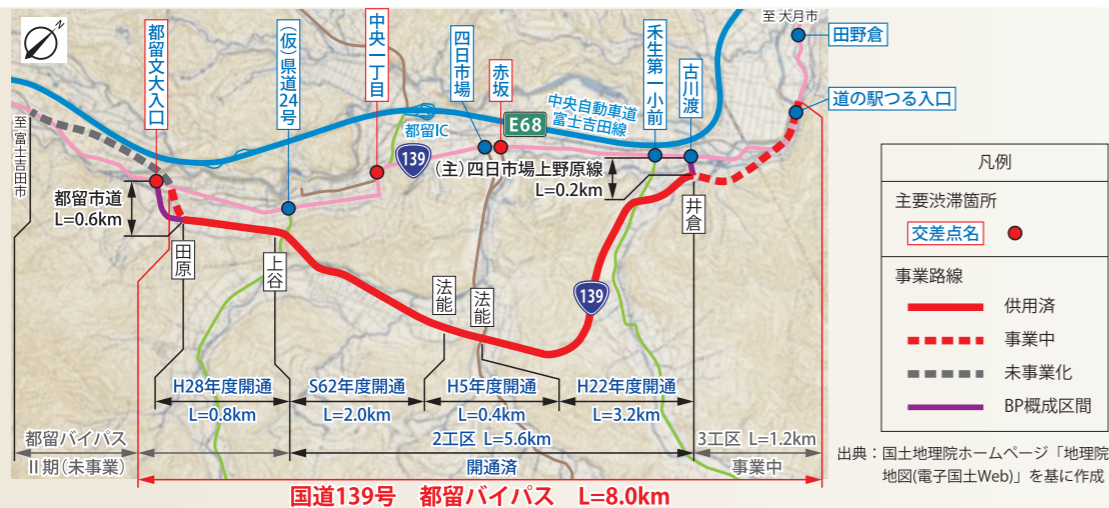 N
至 大月市
田野倉
都留文大入口
(仮)県道24号
中央一丁目
四日市場
赤坂
禾生第一小前
古川渡
道の駅つる入口
中央自動車道
富士吉田線
E68
都留IC
139
至富士吉田市
(主)四日市場上野原線
L=0.2km
都留市道
L=0.6km
田原
上谷
法能
法能
井倉
139
H28年度開通
S62年度開通
H5年度開通
H22年度開通
L=0.8km
L=2.0km
L=0.4km
L=3.2km
都留バイパス
II期(未事業)
2工区 L=5.6km
開通済
3工区 L=1.2km
事業中
国道139号 都留バイパス L=8.0km
凡例
主要渋滞箇所
交差点名
事業路線
供用済
事業中
未事業化
BP概成区間
出典：国土地理院ホームページ「地理院
地図(電子国土Web)」を基に作成